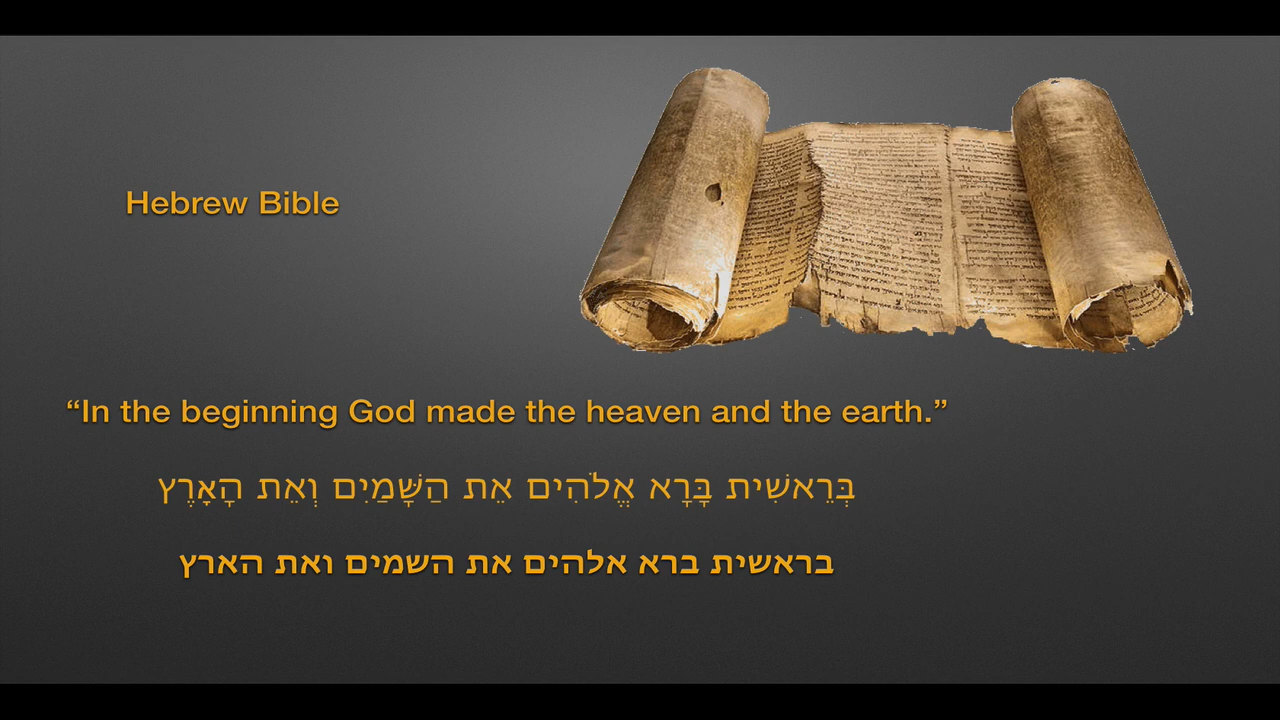 Hebrew Bible
“In the beginning God made the heaven and the earth.”
בְּרֵאשִׁית בָּרָא אֱלֹהִים אֵת הַשָּׁמַיִם וְאֵת הָאָרֶץ
בראשית ברא אלהים את השמים ואת הארץ